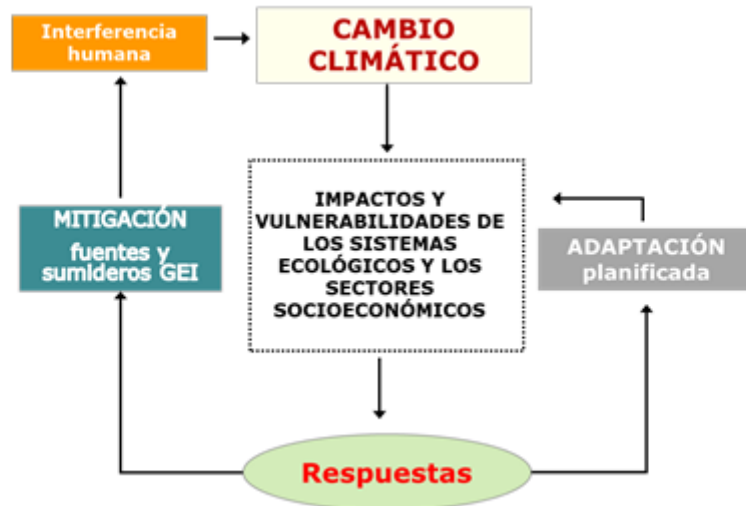 Interferencia
humana
CAMBIO
CLIMÁTICO
IMPACTOS Y
VULNERABILIDADES DE
LOS SISTEMAS
ECOLÓGICOS Y LOS
SECTORES
SOCIOECONÓMICOS
MITIGACIÓN
fuentes y
sumideros GEI
ADAPTACIÓN
planificada
Respuestas